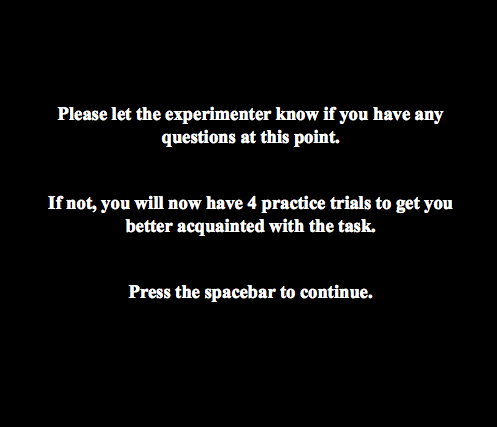 Please let the experimenter know if you have any
questions at this point.
If not, you will now have 4 practice trials to get you
better acquainted with the task.
Press the spacebar to continue.